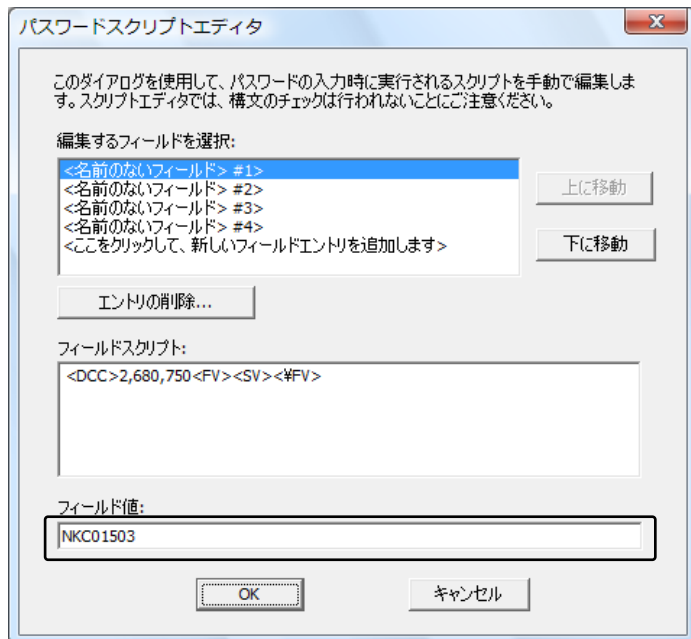 パスワードスクリプトエディタ
このダイアログを使用して、パスワードの入力時に実行されるスクリプトを手動で編集しま
す。スクリプトエディタでは、構文のチェックは行われないことにご注意ください。
編集するフィールドを選択:
<名前のないフィールド> #1>
<名前のないフィールド> #2>
<名前のないフィールド> #3>
<名前のないフィールド> #4>
<ここをクリックして、新しいフィールドエントリを追加します>
上に移動
下に移動
エントリの削除...
フィールドスクリプト:
<DCC>2,680,750<FV><SV><¥FV>
フィールド値:
NKC01503
OK
キャンセル